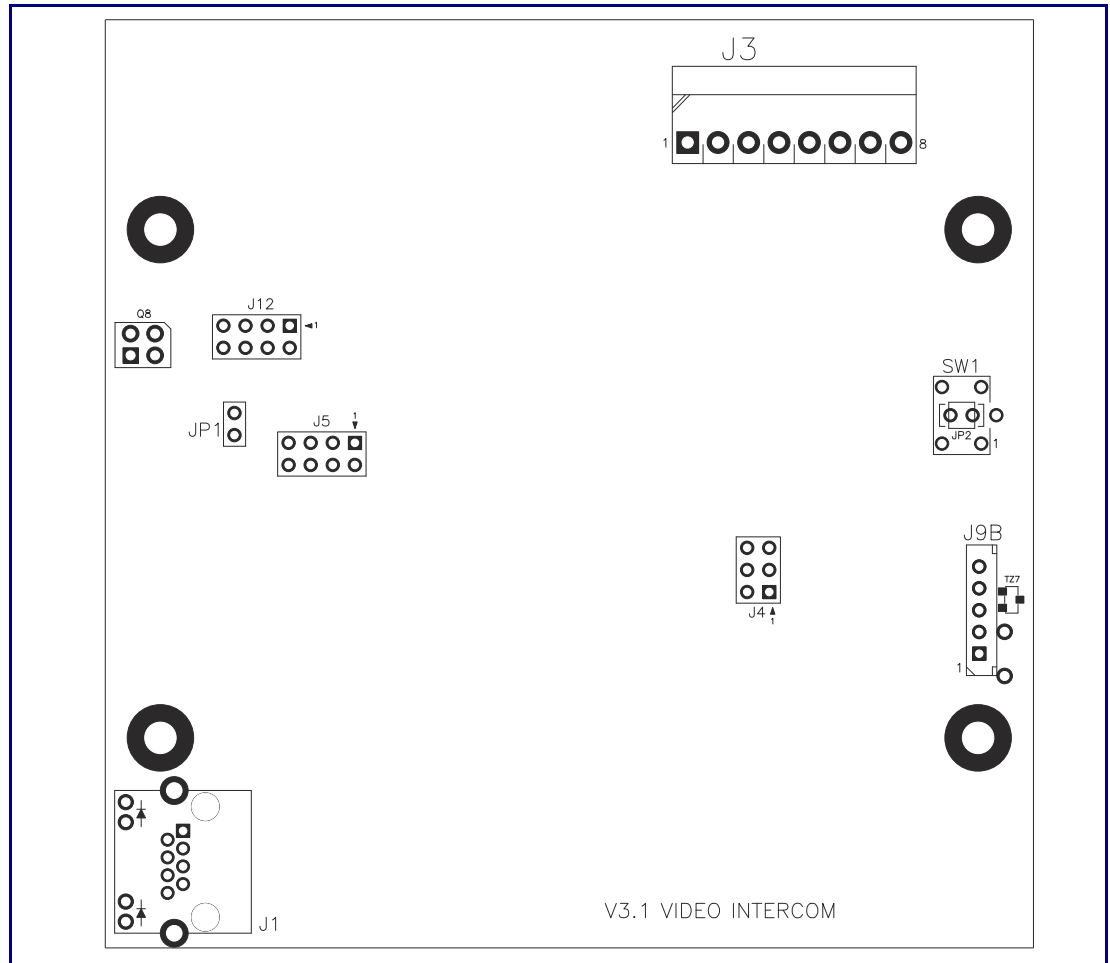 J3
1
8
Q8
J12
1
SW1
JP1
J5
1
JP2
1
J9B
TZ7
J4
1
1
J1
V3.1 VIDEO INTERCOM